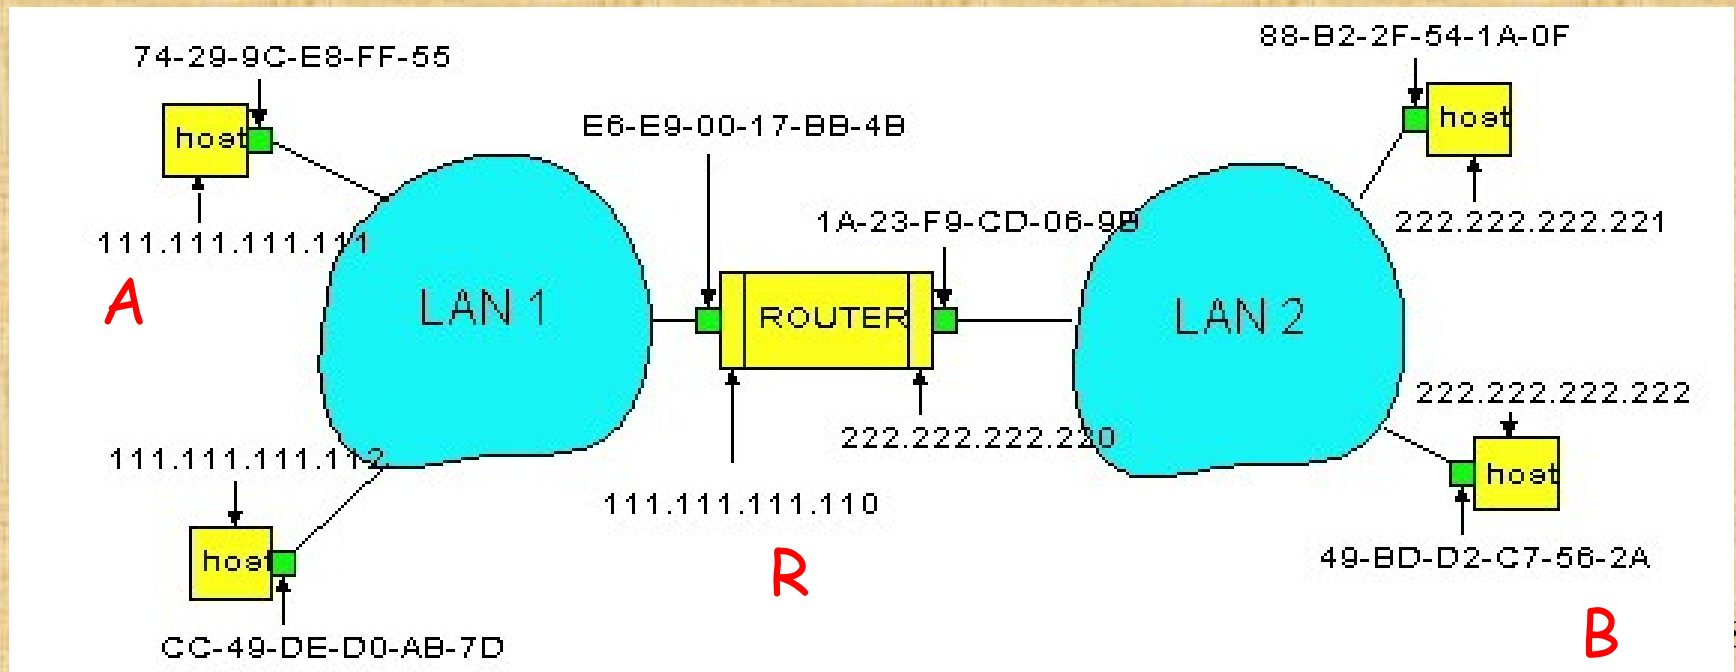 74-29-9C-E8-FF-55
88-B2-2F-54-1A-0F
host
E6-E9-00-17-BB-4B
host
111.111.111.111
1A-23-F9-CD-06-9B
222.222.222.221
A
LAN 1
ROUTER
LAN 2
222.222.222.222
111.111.111.112
222.222.222.220
host
111.111.111.110
host
R
49-BD-D2-C7-56-2A
CC-49-DE-D0-AB-7D
B